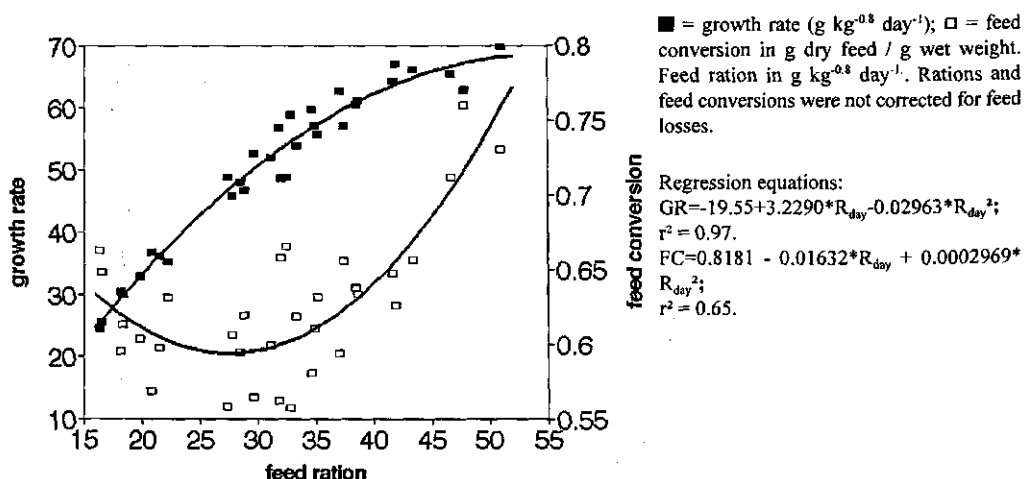 70
60
50
40
30
20
10
growth rate
15 20 25 30 35 40 45 50 55
feed ration
0.8
0.75
0.7
0.65
0.6
0.55
feed conversion
■ = growth rate (g kg⁻⁰·⁸ day⁻¹); □ = feed
conversion in g dry feed / g wet weight.
Feed ration in g kg⁻⁰·⁸ day⁻¹. Rations and
feed conversions were not corrected for feed
losses.
Regression equations:
GR=-19.55+3.2290*R_day-0.02963*R_day²;
r² = 0.97.
FC=0.8181 - 0.01632*R_day + 0.0002969*
R_day²;
r² = 0.65.